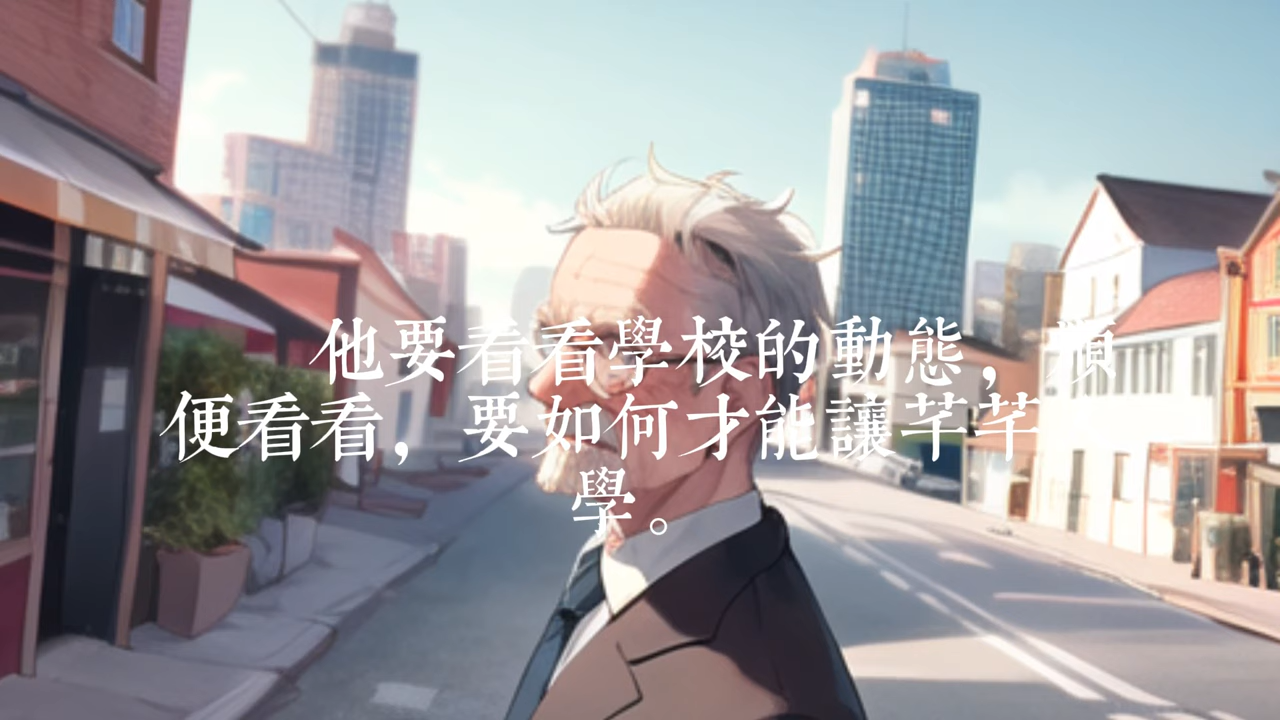 他要看看學校的動態，順
便看看，要如何才能讓芊芊
學。